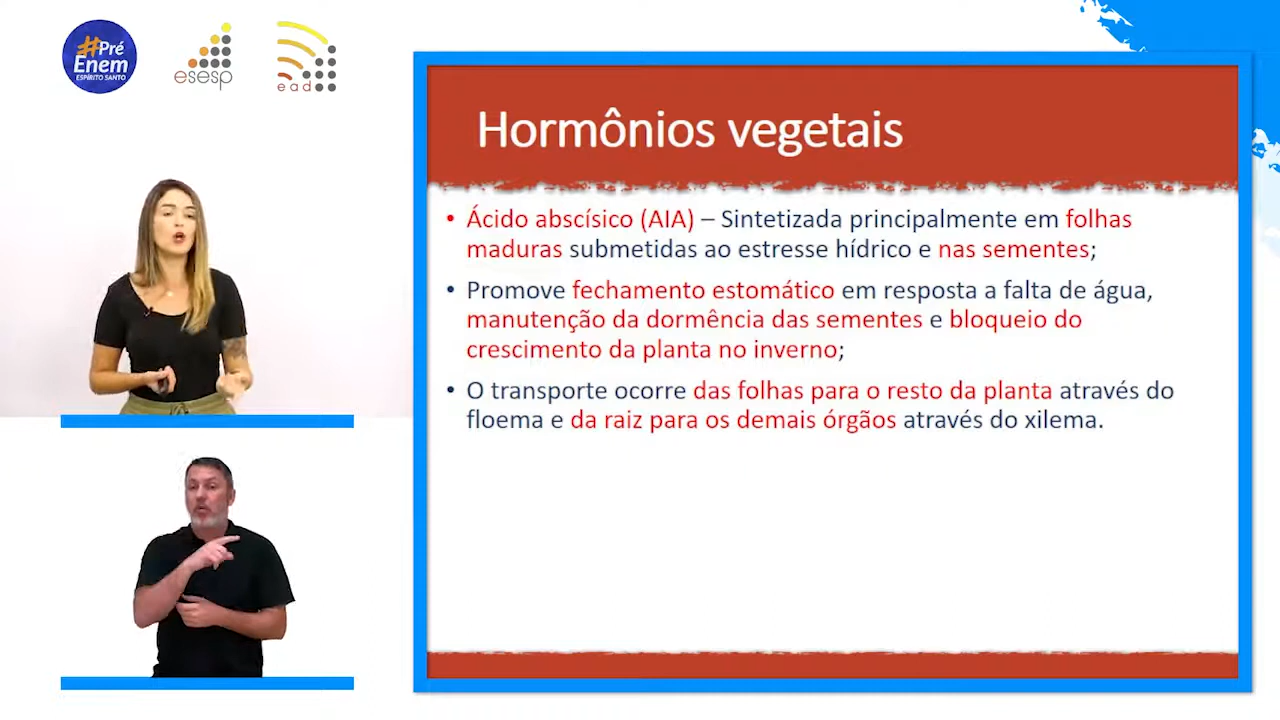 #Pré
Enem
ESPÍRITO SANTO
esesp
ead
Hormônios vegetais
• Ácido abscísico (AIA) – Sintetizada principalmente em folhas
maduras submetidas ao estresse hídrico e nas sementes;
• Promove fechamento estomático em resposta a falta de água,
manutenção da dormência das sementes e bloqueio do
crescimento da planta no inverno;
• O transporte ocorre das folhas para o resto da planta através do
floema e da raiz para os demais órgãos através do xilema.